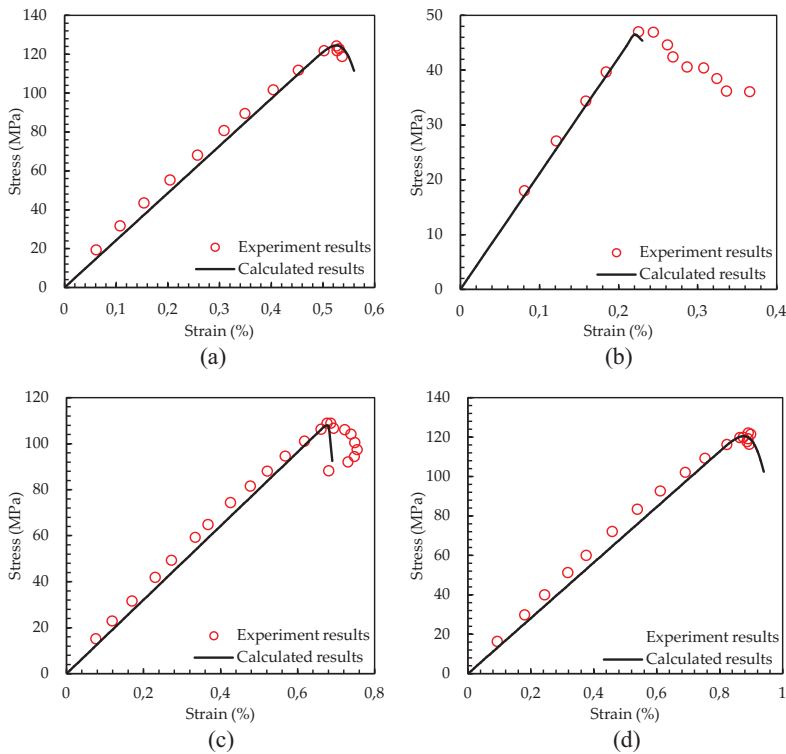 140
120
100
80
60
40
20
0
Stress (MPa)
Experiment results
Calculated results
0 0,1 0,2 0,3 0,4 0,5 0,6
Strain (%)
(a)
50
40
30
20
10
0
Stress (MPa)
Experiment results
Calculated results
0 0,1 0,2 0,3 0,4
Strain (%)
(b)
120
100
80
60
40
20
0
Stress (MPa)
Experiment results
Calculated results
0 0,2 0,4 0,6 0,8
Strain (%)
(c)
140
120
100
80
60
40
20
0
Stress (MPa)
Experiment results
Calculated results
0 0,2 0,4 0,6 0,8 1
Strain (%)
(d)